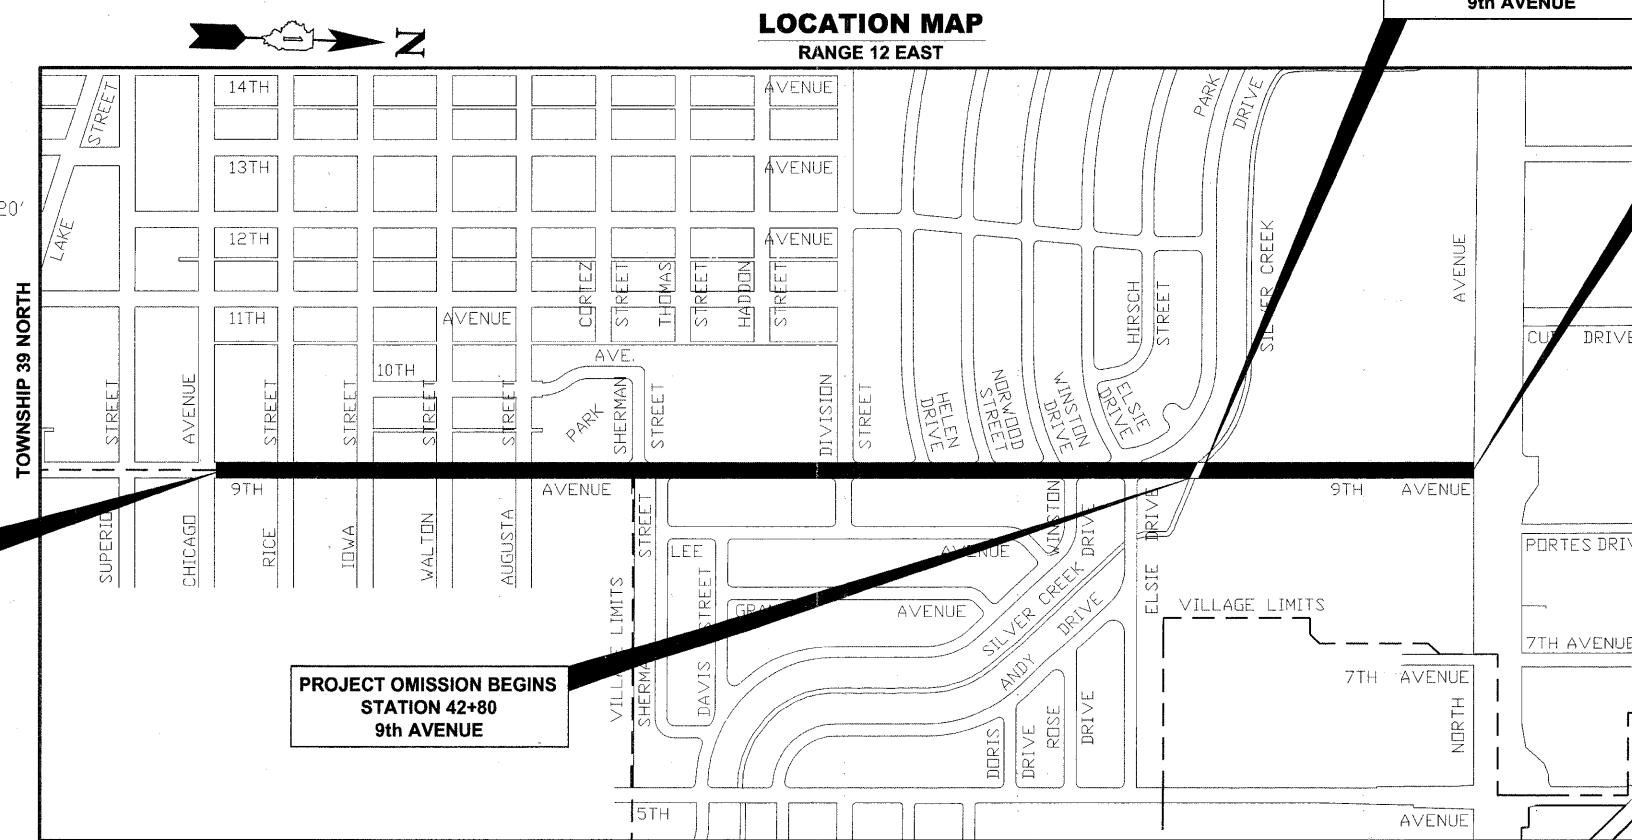 9th AVENUE
LOCATION MAP
RANGE 12 EAST
N
TOWNSHIP 39 NORTH
20'
14TH AVENUE
13TH AVENUE
12TH AVENUE
11TH AVENUE
10TH AVE.
LAKE STREET
PARK DRIVE
CORTEZ STREET
THOMAS STREET
HADDON STREET
HIRSCH STREET
SILVER CREEK
AVENUE
DRIVE
STREET
CHICAGO AVENUE
RICE STREET
IOWA STREET
WALTON STREET
AUGUSTA STREET
PARK
SHERMAN STREET
DIVISION STREET
HELEN DRIVE
NORWOOD STREET
WINSTON DRIVE
ELSIE DRIVE
9TH AVENUE
9TH AVENUE
STREET
LEE AVENUE
WINSTON DRIVE
ELSIE DRIVE
PORTES
DAVIS STREET
AVENUE
SILVER CREEK
ANDY DRIVE
VILLAGE LIMITS
VILLAGE LIMITS
7TH AVENUE
7TH AVENUE
NORTH
DORIS DRIVE
ROSE DRIVE
PROJECT OMISSION BEGINS
STATION 42+80
9th AVENUE
5TH AVENUE